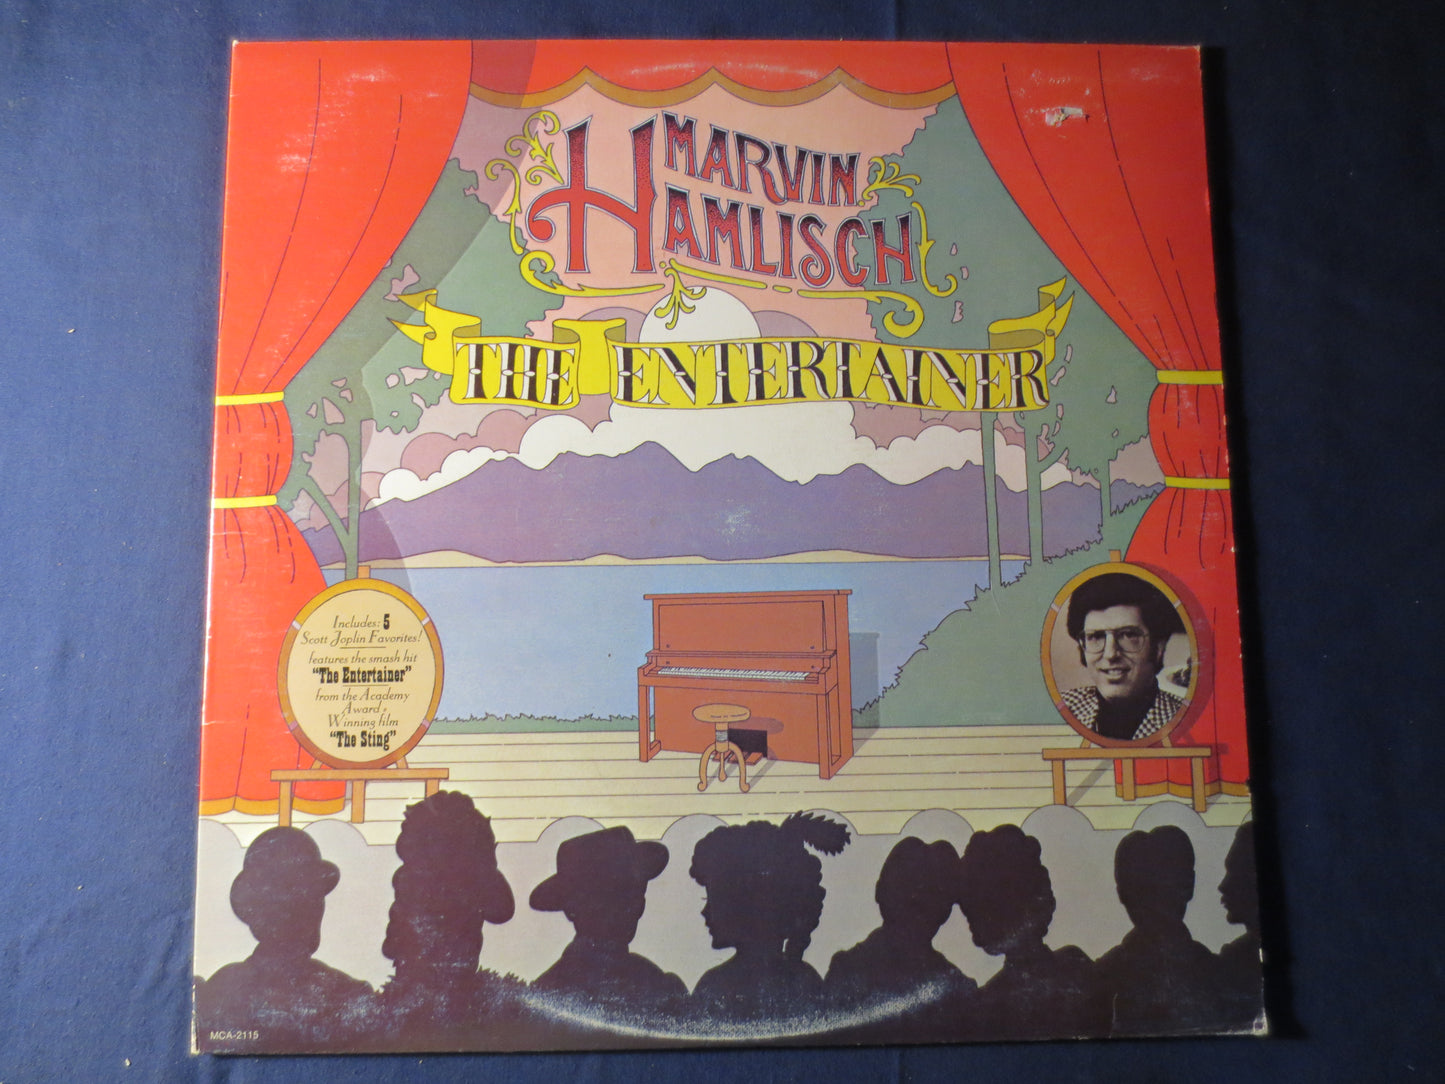 MARVIN
HAMLISCH
THE ENTERTAINER
Includes: 5
Scott Joplin Favorites!
features the smash hit
"The Entertainer"
from the Academy
Award -
Winning film
"The Sting"
MCA-2115